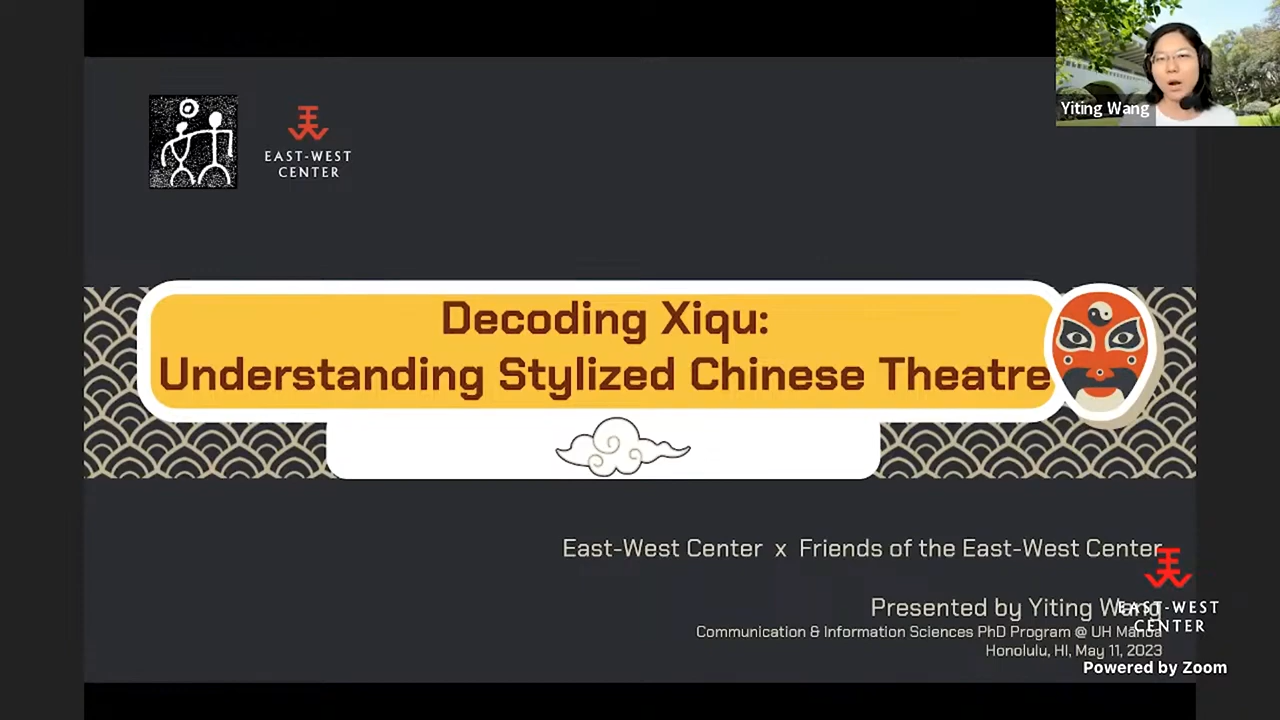 Yiting Wang
EAST-WEST
CENTER
Decoding Xiqu:
Understanding Stylized Chinese Theatre
East-West Center x Friends of the East-West Center
Presented by Yiting Wang
Communication & Information Sciences PhD Program @ UH Mānoa
Honolulu, HI, May 11, 2023
EAST-WEST
CENTER
Powered by Zoom